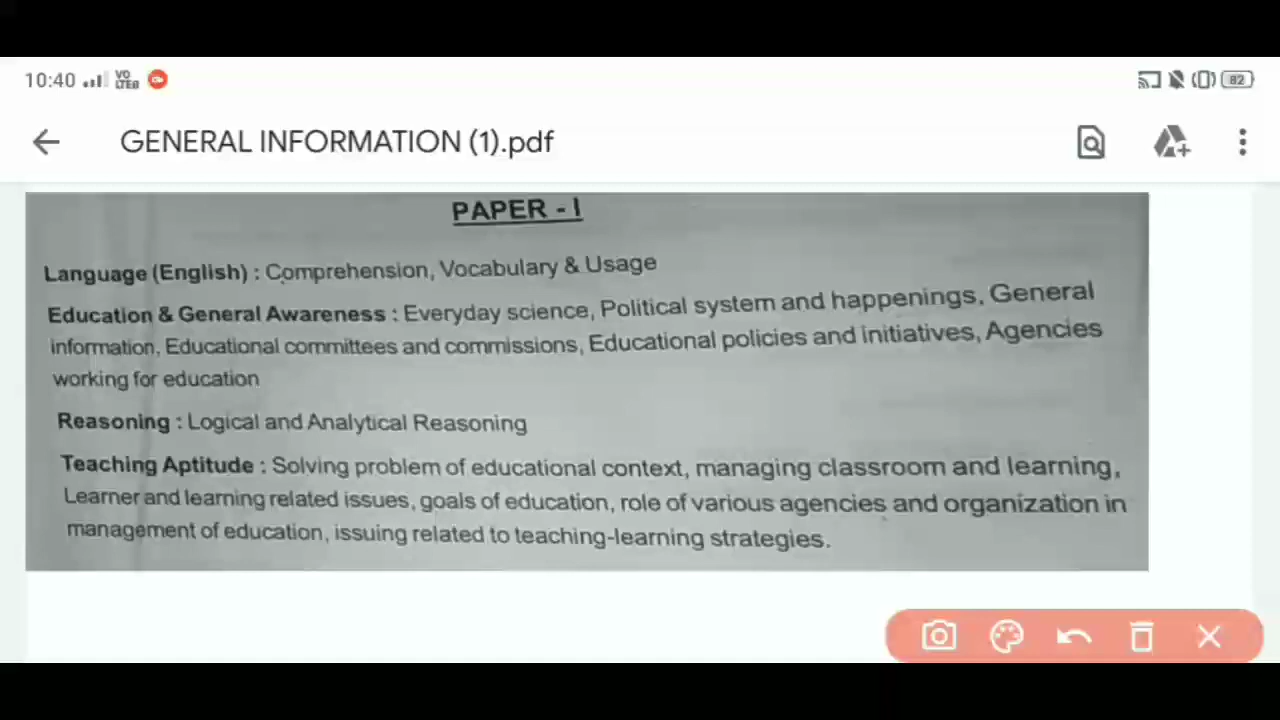 10:40 VO LTEB
82
GENERAL INFORMATION (1).pdf
PAPER - I
Language (English) : Comprehension, Vocabulary & Usage
Education & General Awareness : Everyday science, Political system and happenings, General
information, Educational committees and commissions, Educational policies and initiatives, Agencies
working for education
Reasoning : Logical and Analytical Reasoning
Teaching Aptitude : Solving problem of educational context, managing classroom and learning,
Learner and learning related issues, goals of education, role of various agencies and organization in
management of education, issuing related to teaching-learning strategies.